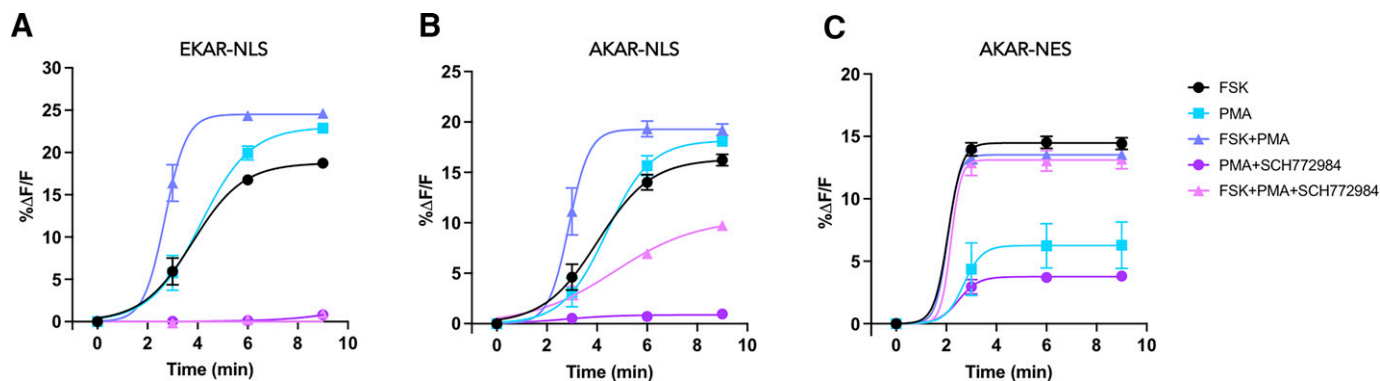 A
EKAR-NLS
%ΔF/F
30
25
20
15
10
5
0
0 2 4 6 8 10
Time (min)
B
AKAR-NLS
%ΔF/F
25
20
15
10
5
0
0 2 4 6 8 10
Time (min)
C
AKAR-NES
%ΔF/F
20
15
10
5
0
0 2 4 6 8 10
Time (min)
FSK
PMA
FSK+PMA
PMA+SCH772984
FSK+PMA+SCH772984